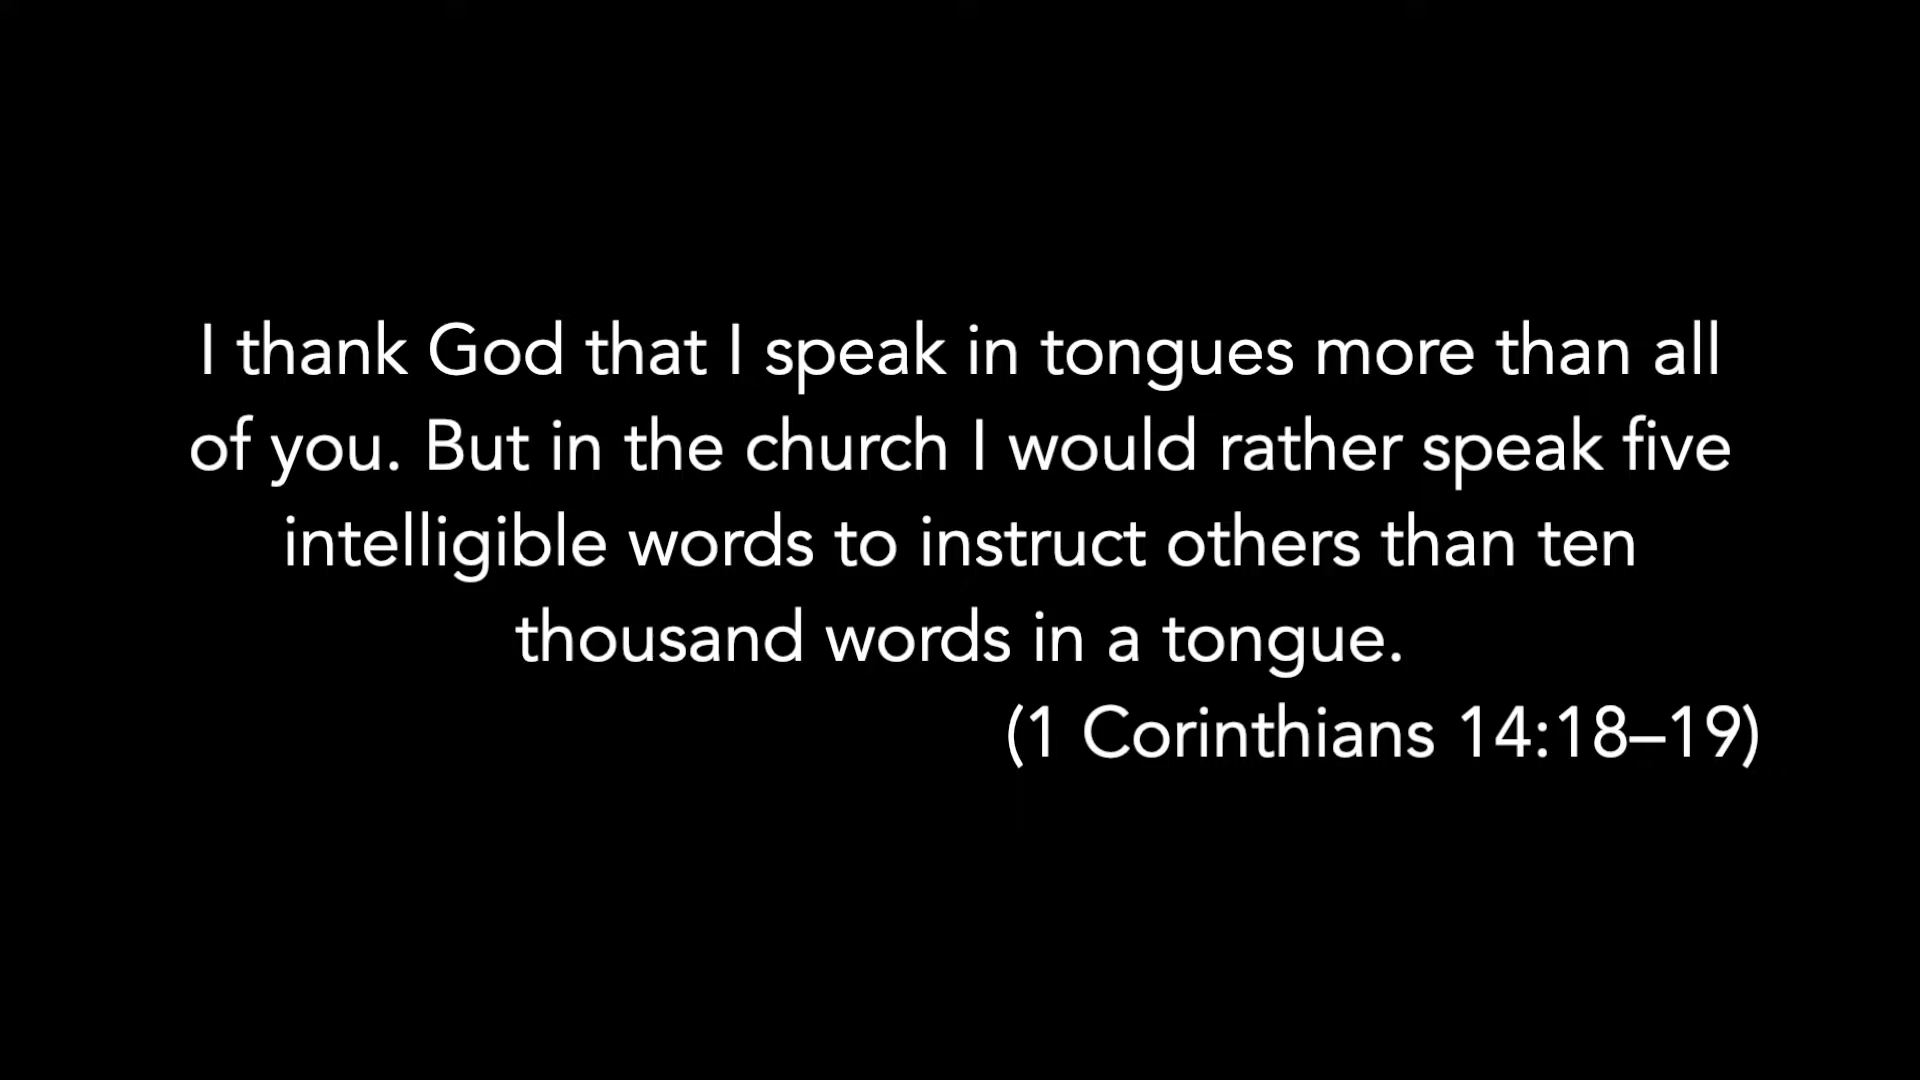 I thank God that I speak in tongues more than all
of you. But in the church I would rather speak five
intelligible words to instruct others than ten
thousand words in a tongue.
(1 Corinthians 14:18–19)